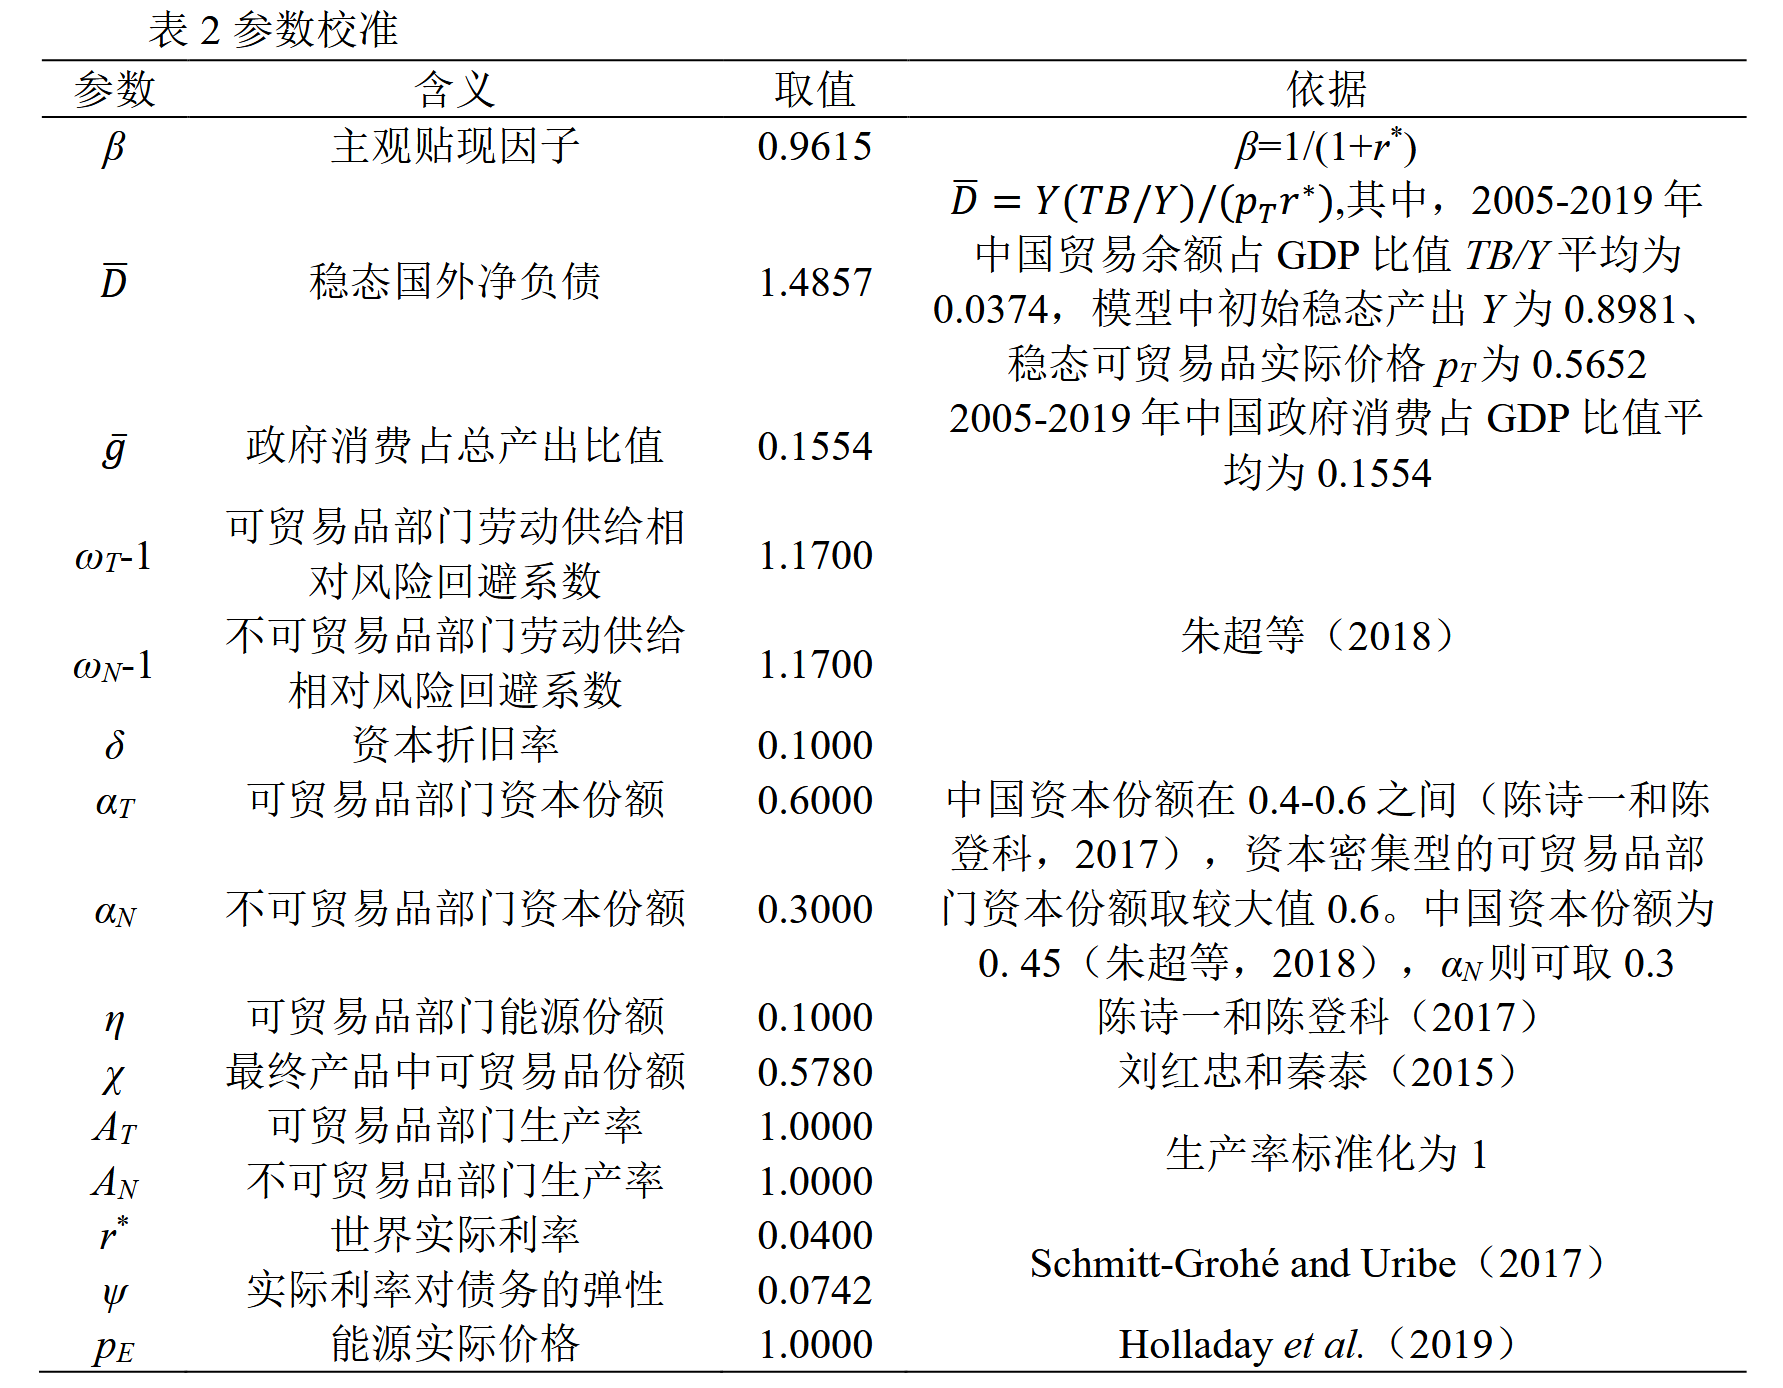 表 2 参数校准
参数 含义 取值 依据
β 主观贴现因子 0.9615 β=1/(1+r*)
D̅ 稳态国外净负债 1.4857 D̅ = Y(TB/Y)/(p_T r*),其中，2005-2019 年
中国贸易余额占 GDP 比值 TB/Y 平均为
0.0374，模型中初始稳态产出 Y 为 0.8981、
稳态可贸易品实际价格 p_T 为 0.5652
g̅ 政府消费占总产出比值 0.1554 2005-2019 年中国政府消费占 GDP 比值平
均为 0.1554
ω_T-1 可贸易品部门劳动供给相
对风险回避系数 1.1700
ω_N-1 不可贸易品部门劳动供给
相对风险回避系数 1.1700
朱超等（2018）
δ 资本折旧率 0.1000
α_T 可贸易品部门资本份额 0.6000 中国资本份额在 0.4-0.6 之间（陈诗一和陈
登科，2017），资本密集型的可贸易品部
α_N 不可贸易品部门资本份额 0.3000 门资本份额取较大值 0.6。中国资本份额为
0. 45（朱超等，2018），α_N 则可取 0.3
η 可贸易品部门能源份额 0.1000 陈诗一和陈登科（2017）
χ 最终产品中可贸易品份额 0.5780 刘红忠和秦泰（2015）
A_T 可贸易品部门生产率 1.0000
生产率标准化为 1
A_N 不可贸易品部门生产率 1.0000
r* 世界实际利率 0.0400
Schmitt-Grohé and Uribe（2017）
ψ 实际利率对债务的弹性 0.0742
p_E 能源实际价格 1.0000 Holladay et al.（2019）